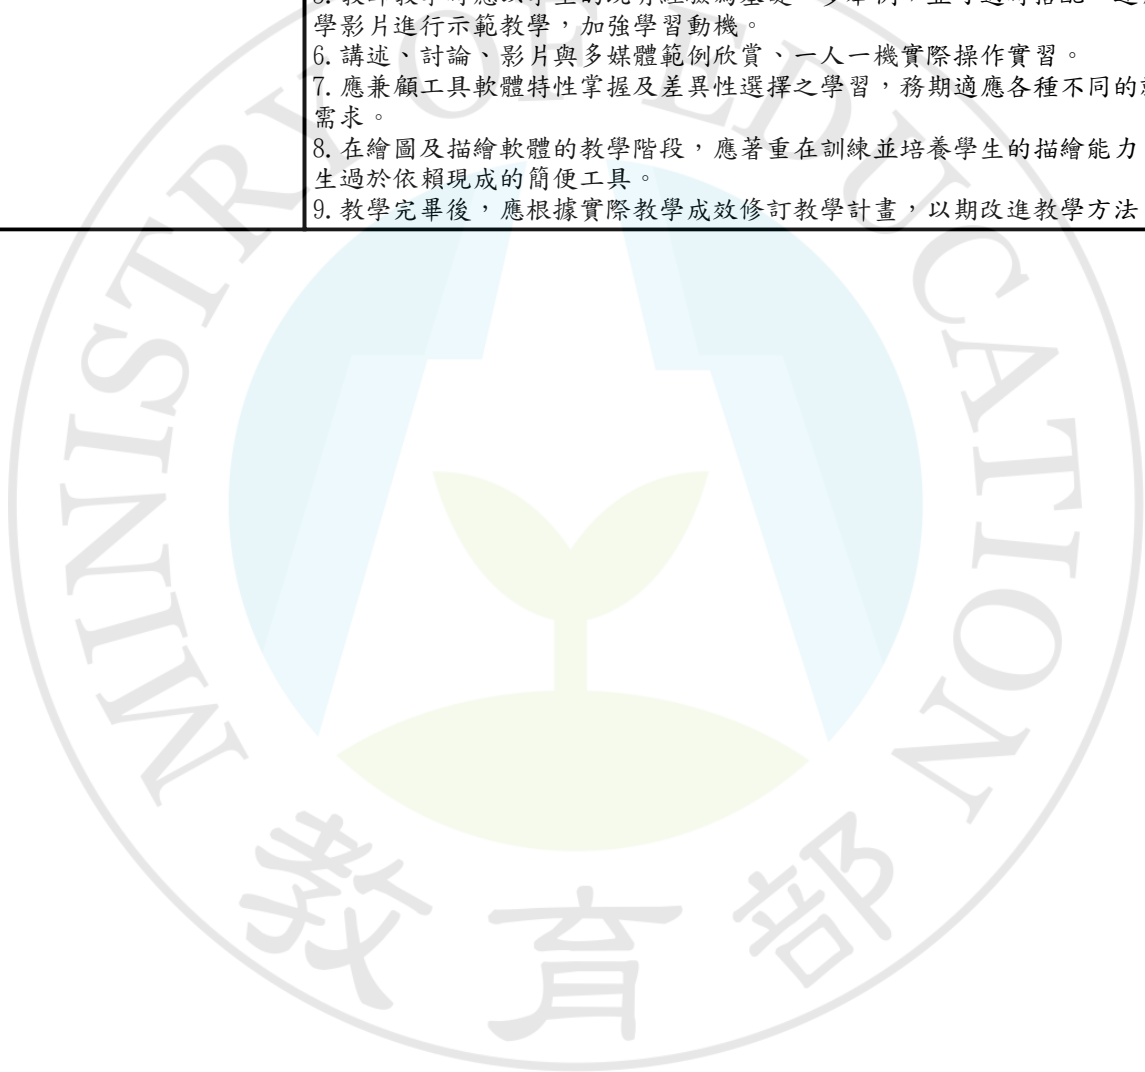 學影片進行示範教學，加強學習動機。
6. 講述、討論、影片與多媒體範例欣賞、一人一機實際操作實習。
7. 應兼顧工具軟體特性掌握及差異性選擇之學習，務期適應各種不同的
需求。
8. 在繪圖及描繪軟體的教學階段，應著重在訓練並培養學生的描繪能力
生過於依賴現成的簡便工具。
9. 教學完畢後，應根據實際教學成效修訂教學計畫，以期改進教學方法
MINISTRY OF EDUCATION
教育部